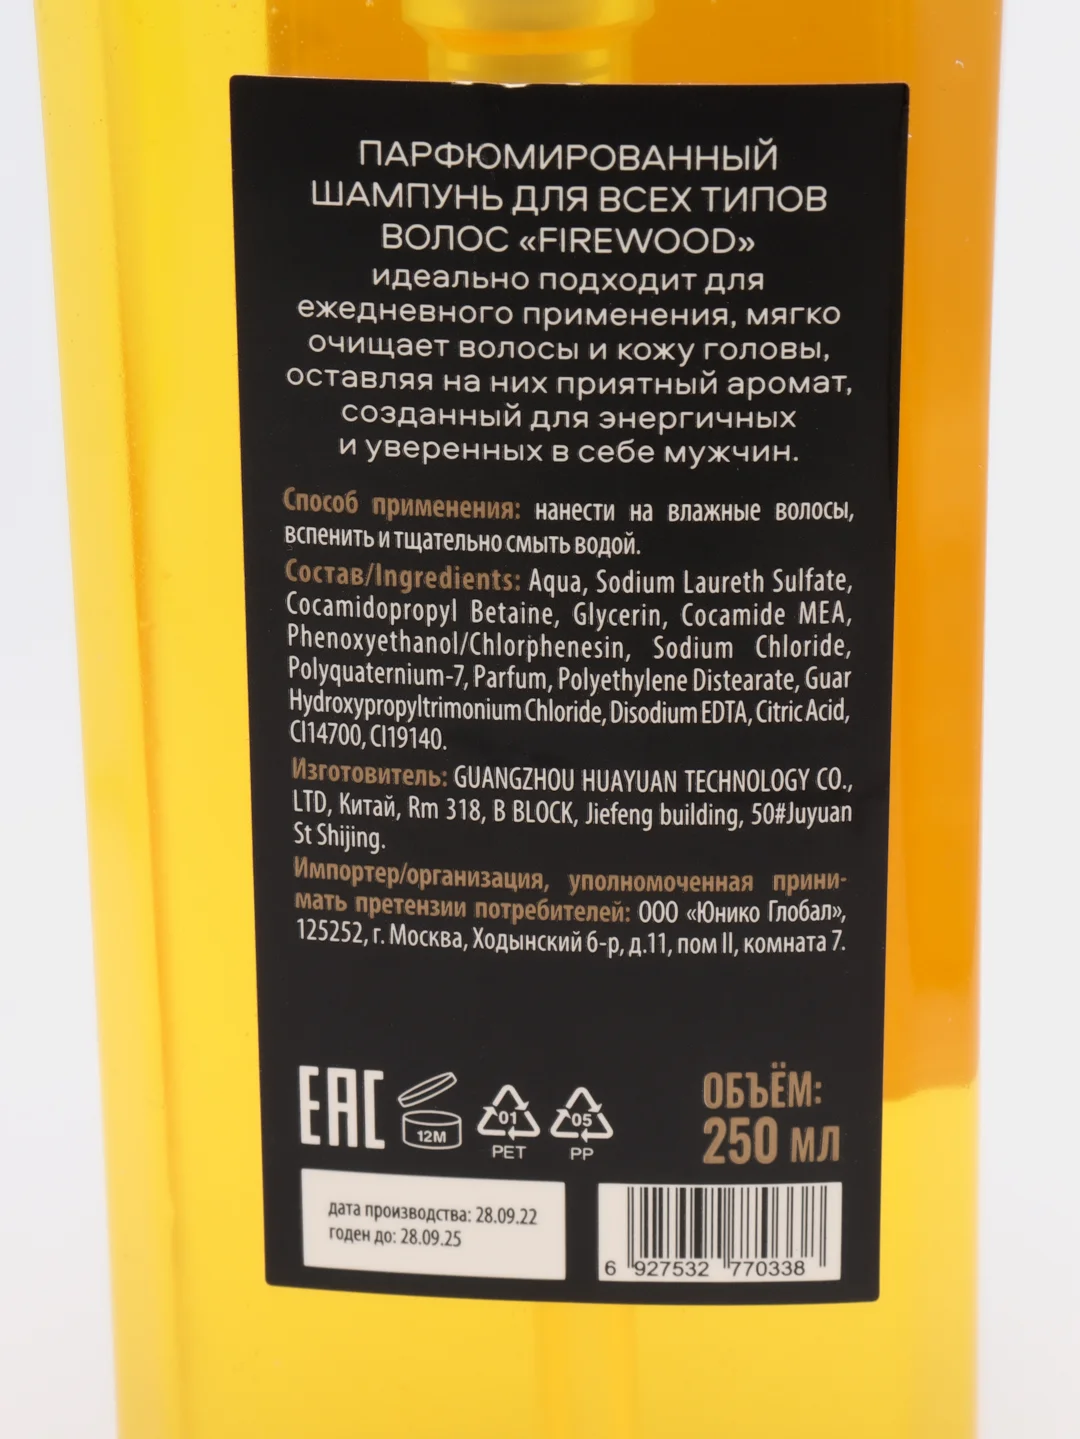 ПАРФЮМИРОВАННЫЙ
ШАМПУНЬ ДЛЯ ВСЕХ ТИПОВ
ВОЛОС «FIREWOOD»
идеально подходит для
ежедневного применения, мягко
очищает волосы и кожу головы,
оставляя на них приятный аромат,
созданный для энергичных
и уверенных в себе мужчин.
Способ применения: нанести на влажные волосы,
вспенить и тщательно смыть водой.
Состав/Ingredients: Aqua, Sodium Laureth Sulfate,
Cocamidopropyl Betaine, Glycerin, Cocamide MEA,
Phenoxyethanol/Chlorphenesin, Sodium Chloride,
Polyquaternium-7, Parfum, Polyethylene Distearate, Guar
Hydroxypropyltrimonium Chloride, Disodium EDTA, Citric Acid,
CI14700, CI19140.
Изготовитель: GUANGZHOU HUAYUAN TECHNOLOGY CO.,
LTD, Китай, Rm 318, B BLOCK, Jiefeng building, 50#Juyuan
St Shijing.
Импортер/организация, уполномоченная прини-
мать претензии потребителей: ООО «Юнико Глобал»,
125252, г. Москва, Ходынский б-р, д.11, пом II, комната 7.
EAC
12M
01
PET
05
PP
ОБЪЁМ:
250 МЛ
дата производства: 28.09.22
годен до: 28.09.25
6 927532 770338